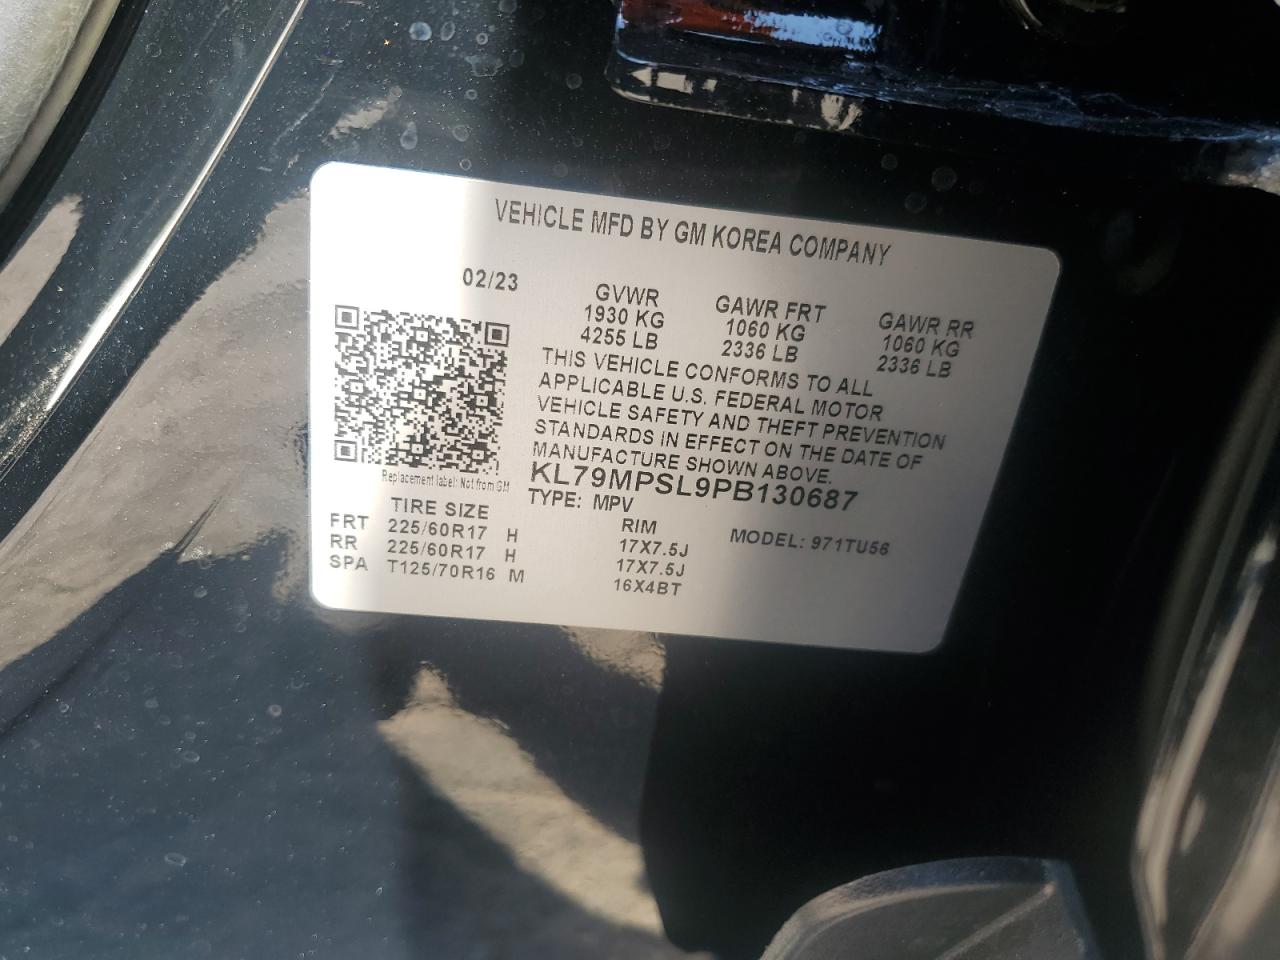 VEHICLE MFD BY GM KOREA COMPANY
02/23
GVWR GAWR FRT GAWR RR
1930 KG 1060 KG 1060 KG
4255 LB 2336 LB 2336 LB
THIS VEHICLE CONFORMS TO ALL
APPLICABLE U.S. FEDERAL MOTOR
VEHICLE SAFETY AND THEFT PREVENTION
STANDARDS IN EFFECT ON THE DATE OF
MANUFACTURE SHOWN ABOVE.
Replacement label: Not from GM
KL79MPSL9PB130687
TYPE: MPV
MODEL: 971TU56
TIRE SIZE RIM
FRT 225/60R17 H 17X7.5J
RR 225/60R17 H 17X7.5J
SPA T125/70R16 M 16X4BT